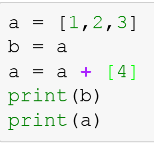 a = [1,2,3]
b = a
a = a + [4]
print(b)
print(a)